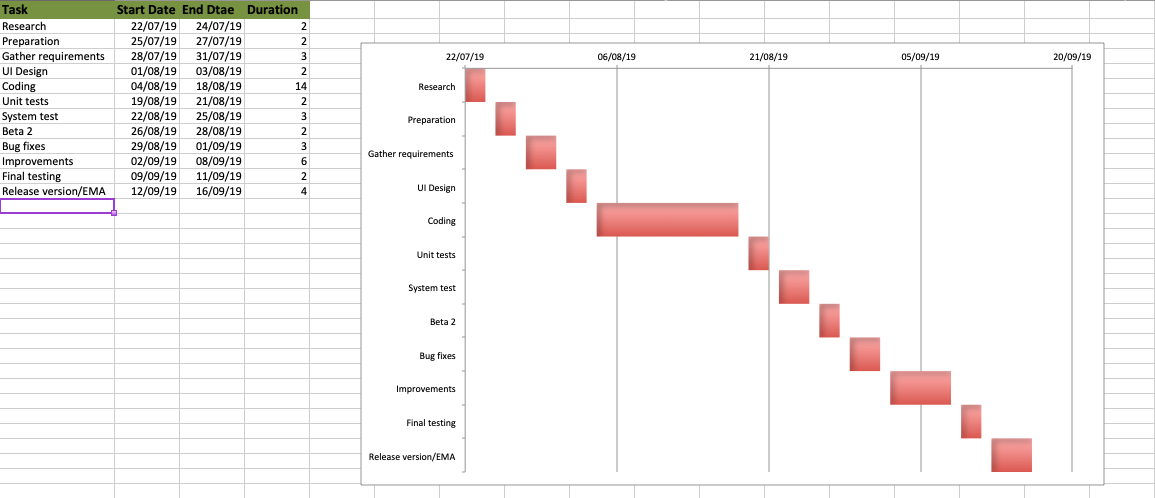 Task Start Date End Dtae Duration
Research 22/07/19 24/07/19 2
Preparation 25/07/19 27/07/19 2
Gather requirements 28/07/19 31/07/19 3
UI Design 01/08/19 03/08/19 2
Coding 04/08/19 18/08/19 14
Unit tests 19/08/19 21/08/19 2
System test 22/08/19 25/08/19 3
Beta 2 26/08/19 28/08/19 2
Bug fixes 29/08/19 01/09/19 3
Improvements 02/09/19 08/09/19 6
Final testing 09/09/19 11/09/19 2
Release version/EMA 12/09/19 16/09/19 4
22/07/19 06/08/19 21/08/19 05/09/19 20/09/19
Research
Preparation
Gather requirements
UI Design
Coding
Unit tests
System test
Beta 2
Bug fixes
Improvements
Final testing
Release version/EMA